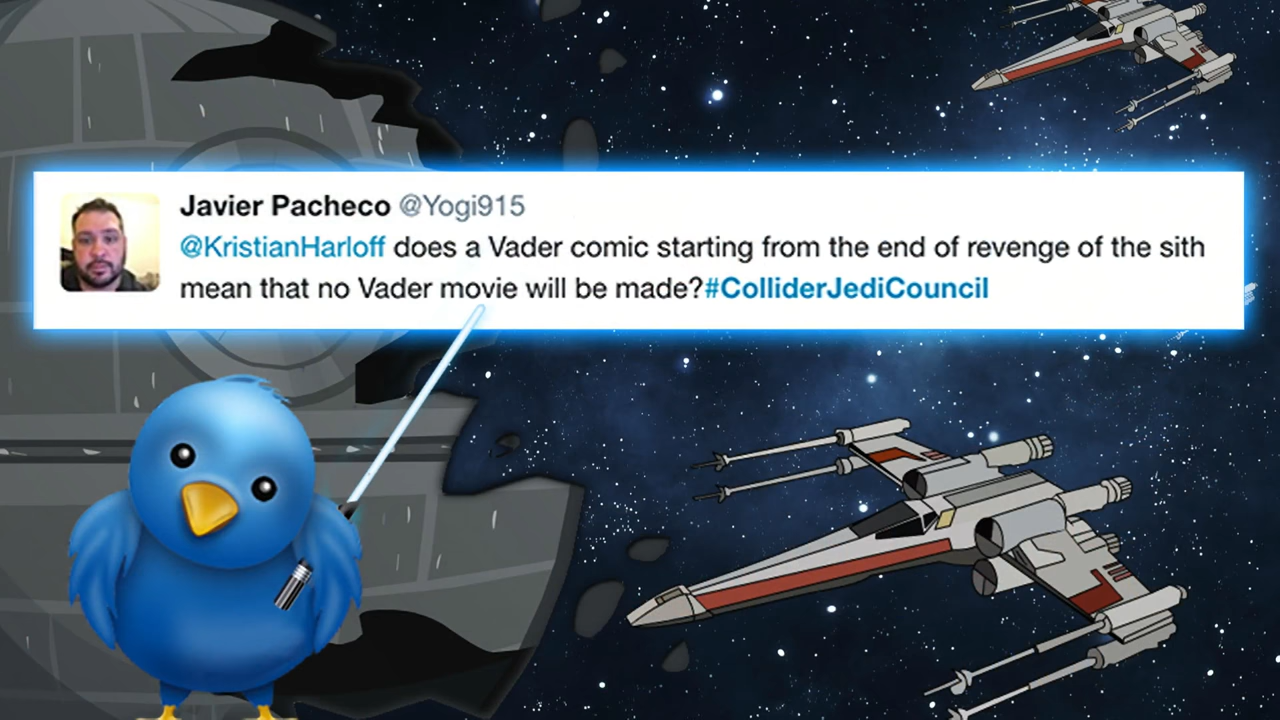 Javier Pacheco @Yogi915
@KristianHarloff does a Vader comic starting from the end of revenge of the sith
mean that no Vader movie will be made?#ColliderJediCouncil